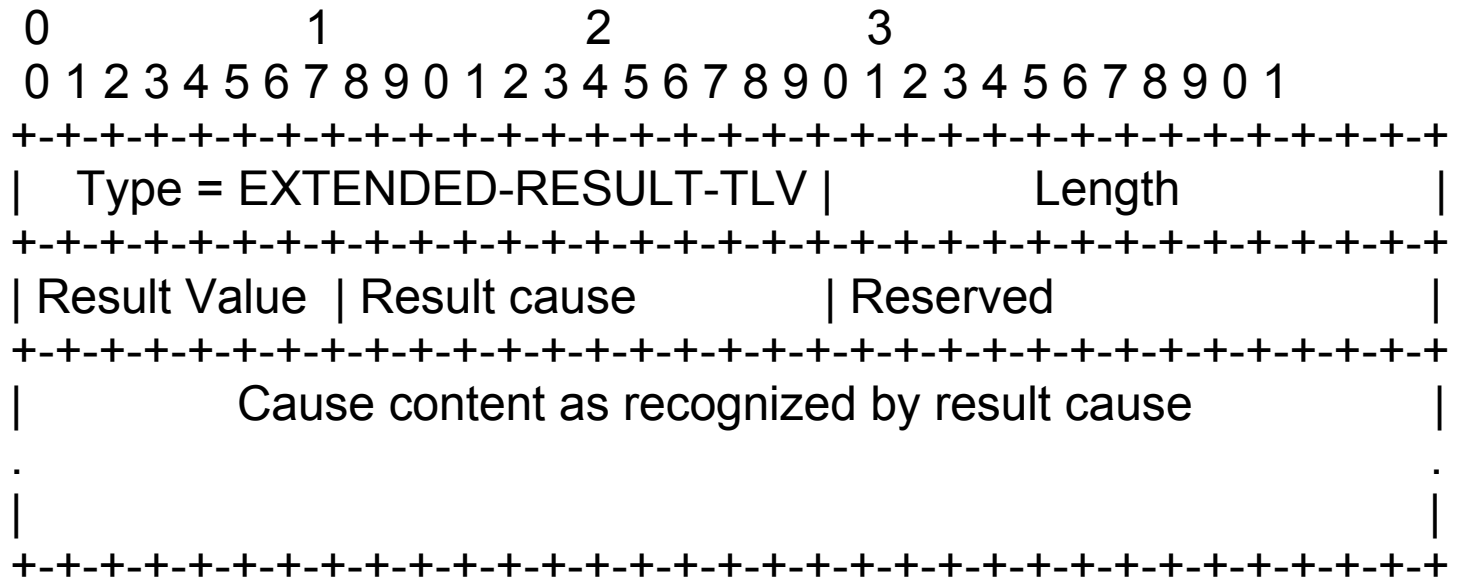 0 1 2 3
0 1 2 3 4 5 6 7 8 9 0 1 2 3 4 5 6 7 8 9 0 1 2 3 4 5 6 7 8 9 0 1
+-+-+-+-+-+-+-+-+-+-+-+-+-+-+-+-+-+-+-+-+-+-+-+-+-+-+-+-+-+-+-+-+
| Type = EXTENDED-RESULT-TLV | Length |
+-+-+-+-+-+-+-+-+-+-+-+-+-+-+-+-+-+-+-+-+-+-+-+-+-+-+-+-+-+-+-+-+
| Result Value | Result cause | Reserved |
+-+-+-+-+-+-+-+-+-+-+-+-+-+-+-+-+-+-+-+-+-+-+-+-+-+-+-+-+-+-+-+-+
| Cause content as recognized by result cause |
. .
| |
+-+-+-+-+-+-+-+-+-+-+-+-+-+-+-+-+-+-+-+-+-+-+-+-+-+-+-+-+-+-+-+-+